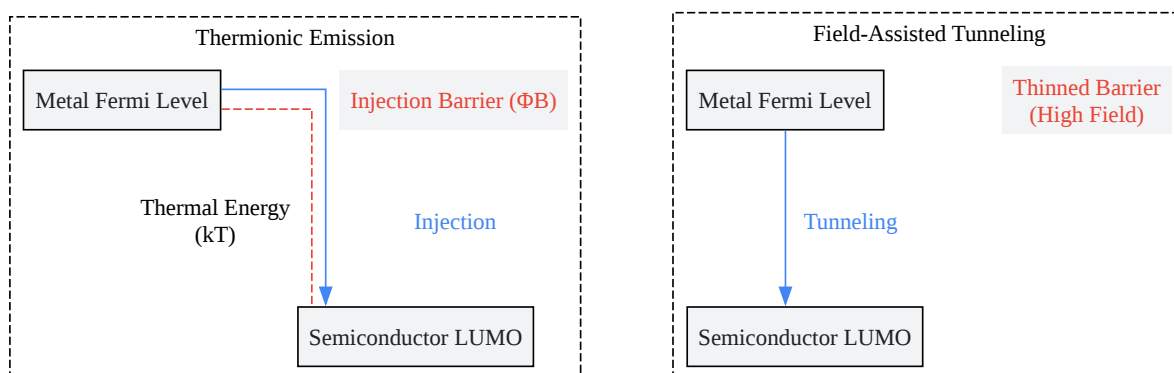 Thermionic Emission
Metal Fermi Level
Injection Barrier (ΦB)
Thermal Energy
(kT)
Injection
Semiconductor LUMO
Field-Assisted Tunneling
Metal Fermi Level
Thinned Barrier
(High Field)
Tunneling
Semiconductor LUMO